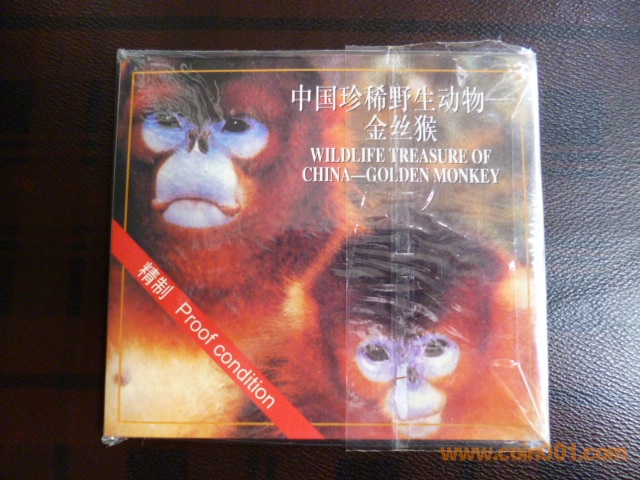 中国珍稀野生动物—
金丝猴
WILDLIFE TREASURE OF
CHINA—GOLDEN MONKEY
精制 Proof condition
www.coin001.com